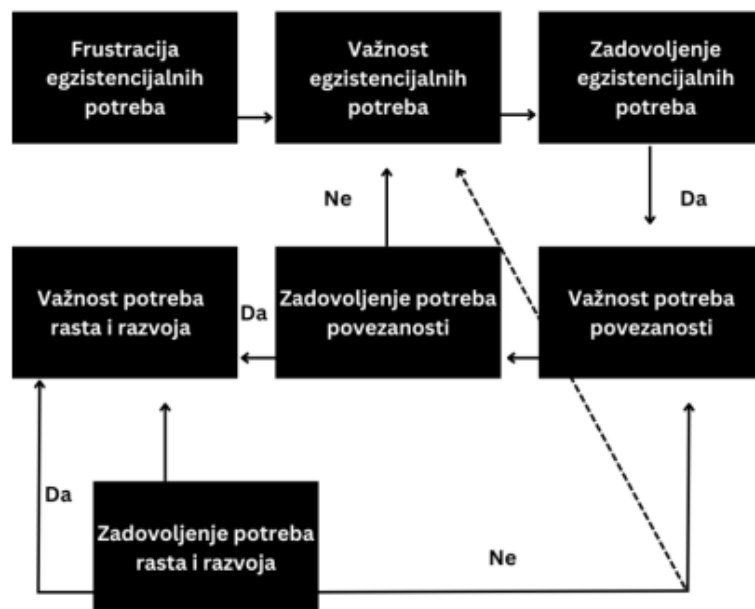 Frustracija
egzistencijalnih
potreba
Važnost
egzistencijalnih
potreba
Zadovoljenje
egzistencijalnih
potreba
Ne
Da
Važnost potreba
rasta i razvoja
Da
Zadovoljenje potreba
povezanosti
Važnost potreba
povezanosti
Da
Zadovoljenje potreba
rasta i razvoja
Ne